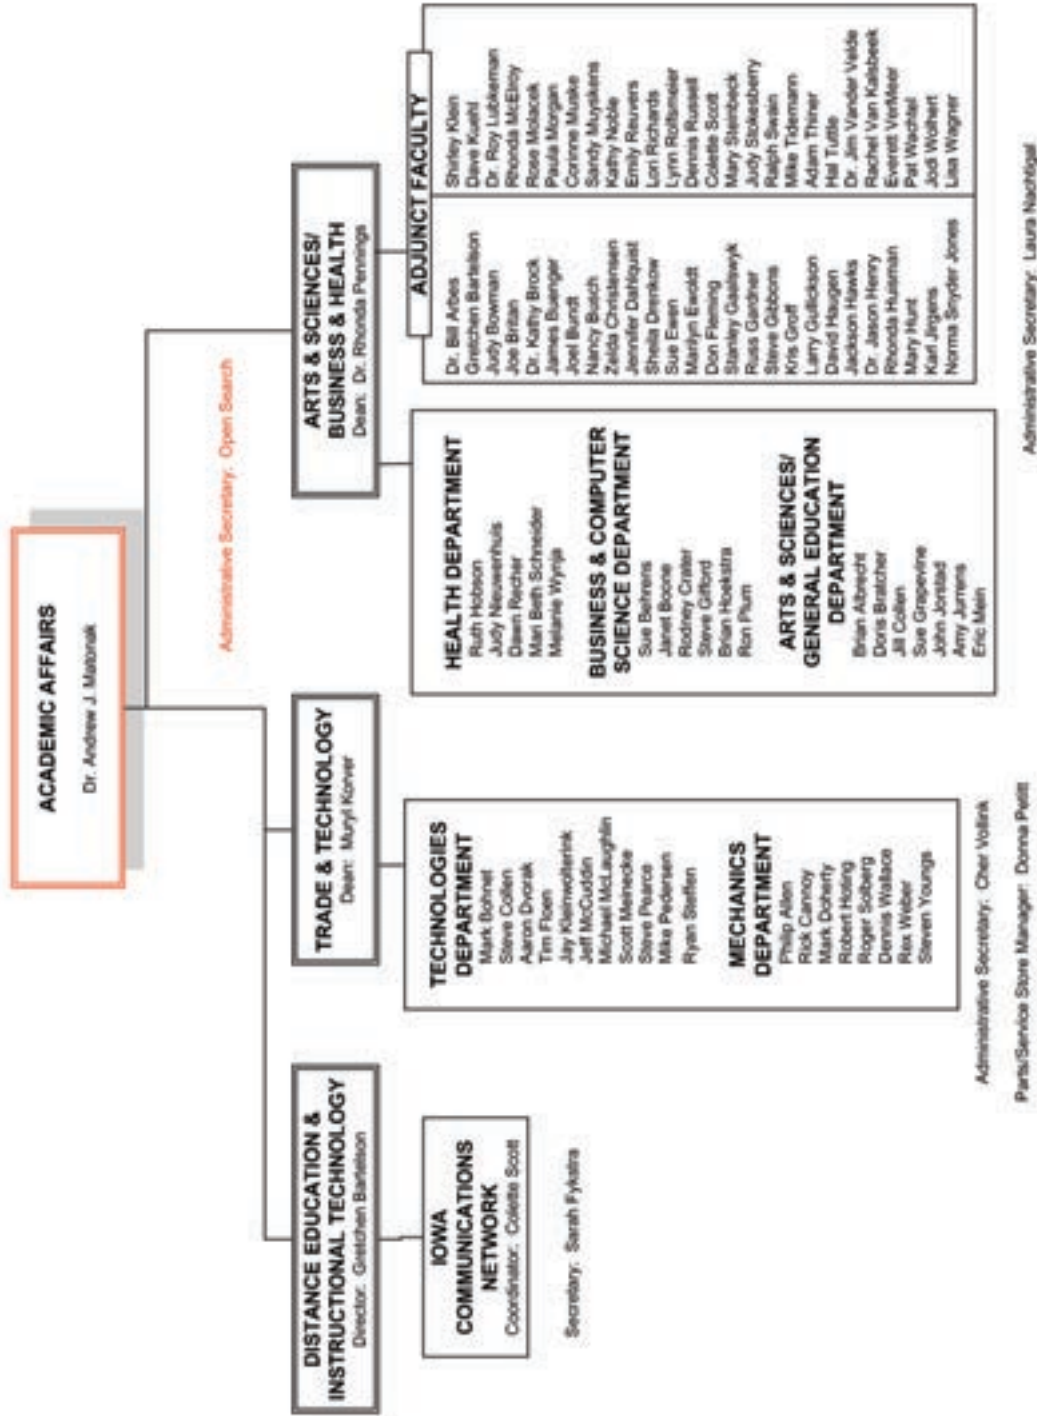 ACADEMIC AFFAIRS
Dr. Andrew J. Matonak
Administrative Secretary: Open Search
DISTANCE EDUCATION &
INSTRUCTIONAL TECHNOLOGY
Director: Gretchen Bartelson
IOWA
COMMUNICATIONS
NETWORK
Coordinator: Colette Scott
Secretary: Sarah Fykstra
TRADE & TECHNOLOGY
Dean: Muryl Korver
TECHNOLOGIES
DEPARTMENT
Mark Bohnet
Steve Collen
Aaron Dvorak
Tim Floen
Jay Kleinwolterink
Jeff McCuddin
Michael McLaughlin
Scott Meinecke
Steve Pearce
Mike Pedersen
Ryan Steffen
MECHANICS
DEPARTMENT
Philip Allen
Rick Cannoy
Mark Doherty
Robert Hoting
Roger Solberg
Dennis Wallace
Rex Weber
Steven Youngs
Administrative Secretary: Cher Vollink
Parts/Service Store Manager: Donna Petitt
ARTS & SCIENCES/
BUSINESS & HEALTH
Dean: Dr. Rhonda Pennings
HEALTH DEPARTMENT
Ruth Hobson
Judy Nieuwenhuis
Dawn Recher
Mari Beth Schneider
Melanie Wynja
BUSINESS & COMPUTER
SCIENCE DEPARTMENT
Sue Behrens
Janet Boone
Rodney Crater
Steve Gifford
Brian Hoekstra
Ron Plum
ARTS & SCIENCES/
GENERAL EDUCATION
DEPARTMENT
Brian Albrecht
Doris Bratcher
Jill Collen
Sue Grapevine
John Jorstad
Amy Jurrens
Eric Mein
ADJUNCT FACULTY
Dr. Bill Arbes
Gretchen Bartelson
Judy Bowman
Joe Britan
Dr. Kathy Brock
James Buenger
Joel Bundt
Nancy Busch
Zelda Christensen
Jennifer Dahlquist
Sheila Drenkow
Sue Ewen
Marilyn Ewoldt
Don Fleming
Stanley Gaalswyk
Russ Gardner
Steve Gibbons
Kris Groff
Larry Gullickson
David Haugen
Jackson Hawks
Dr. Jason Henry
Rhonda Huisman
Mary Hunt
Karl Jirgens
Norma Snyder Jones
Shirley Klein
Dave Kuehl
Dr. Roy Lubkeman
Rhonda McElroy
Rose Molacek
Paula Morgan
Corinne Muske
Sandy Muyskens
Kathy Noble
Emily Reuvers
Lori Richards
Lynn Rolfsmeier
Dennis Russell
Colette Scott
Mary Steinbeck
Judy Stokesberry
Ralph Swain
Mike Tidemann
Adam Thiner
Hal Tuttle
Dr. Jim Vander Velde
Rachel Van Kalsbeek
Everett VerMeer
Pat Wachtel
Jodi Wolhert
Lisa Wagner
Administrative Secretary: Laura Nachtigal